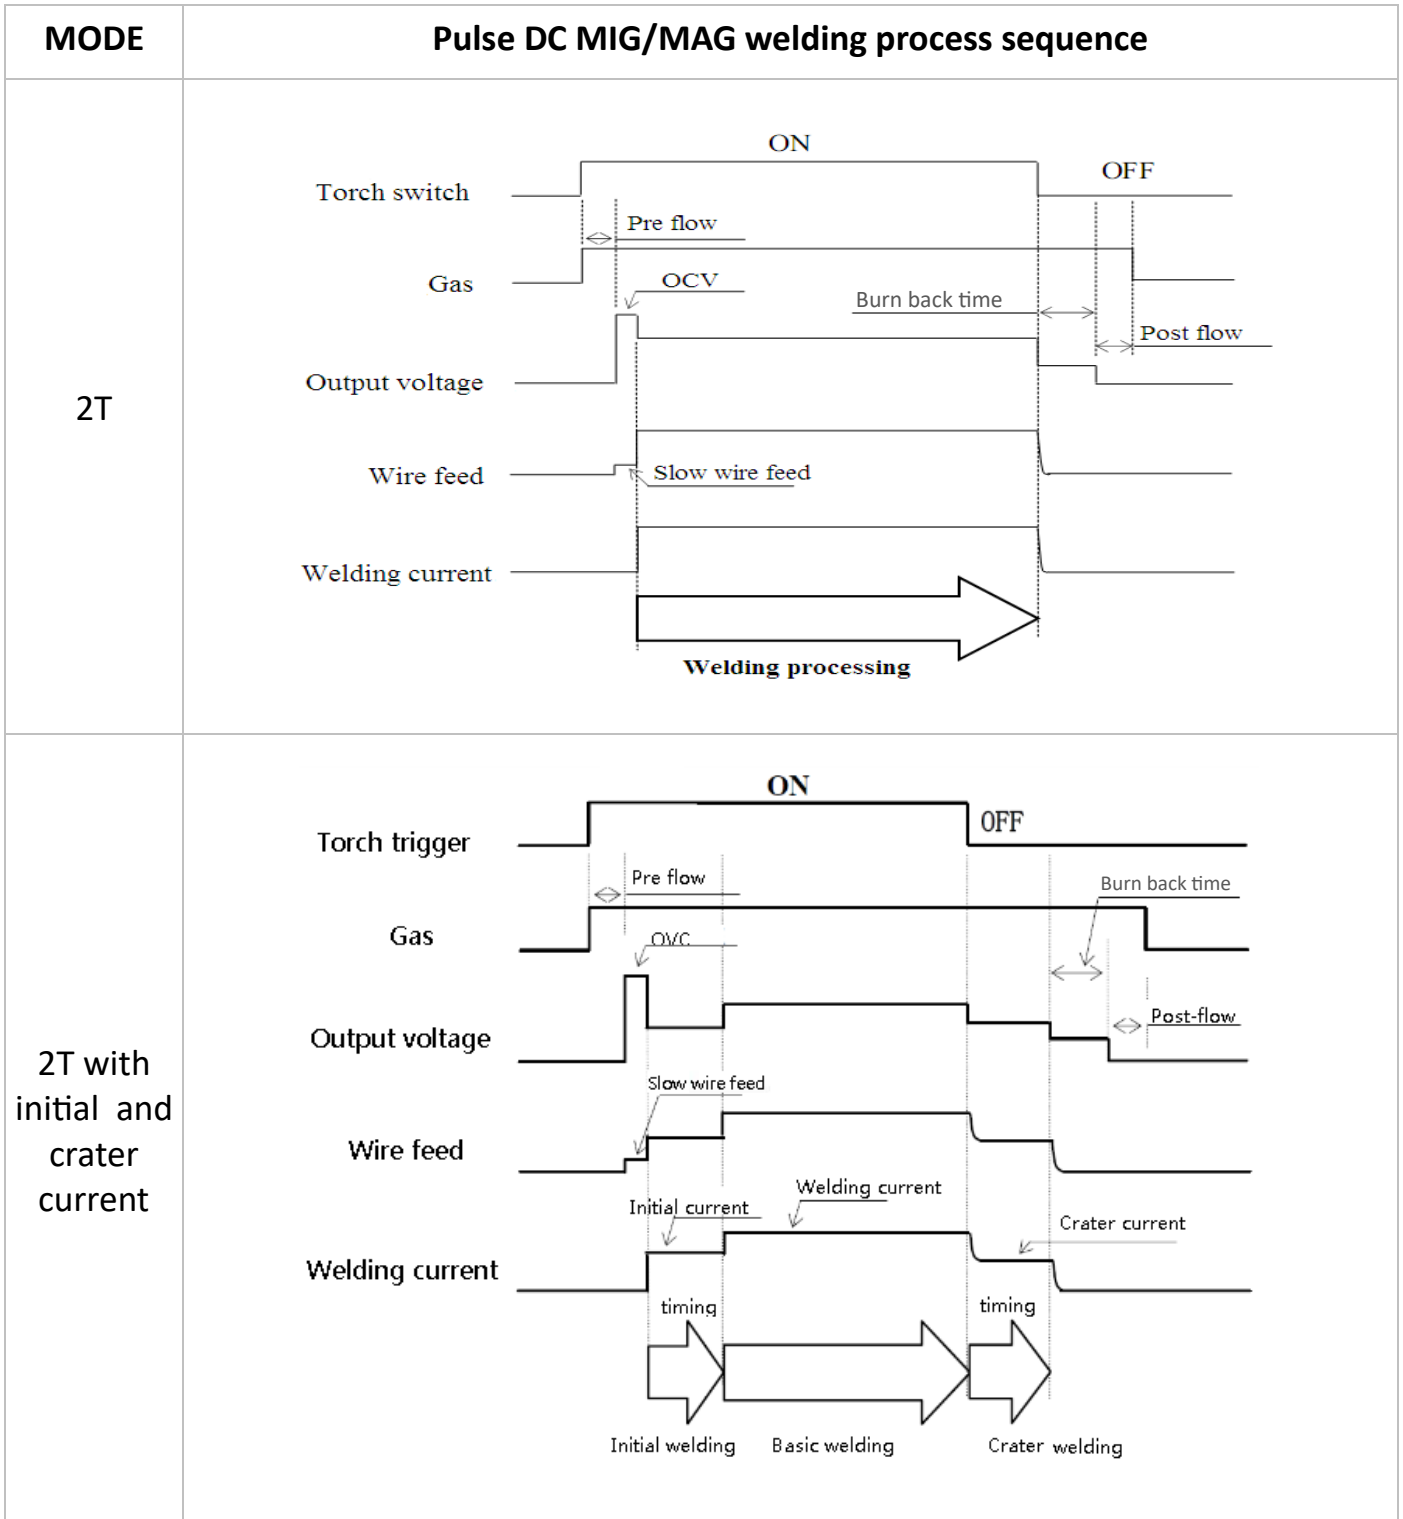 MODE
Pulse DC MIG/MAG welding process sequence
2T
ON
OFF
Torch switch
Pre flow
Gas
OCV
Burn back time
Post flow
Output voltage
Wire feed
Slow wire feed
Welding current
Welding processing
2T with
initial and
crater
current
ON
OFF
Torch trigger
Pre flow
Burn back time
Gas
OVC
Post-flow
Output voltage
Slow wire feed
Wire feed
Welding current
Initial current
Crater current
Welding current
timing
timing
Initial welding
Basic welding
Crater welding